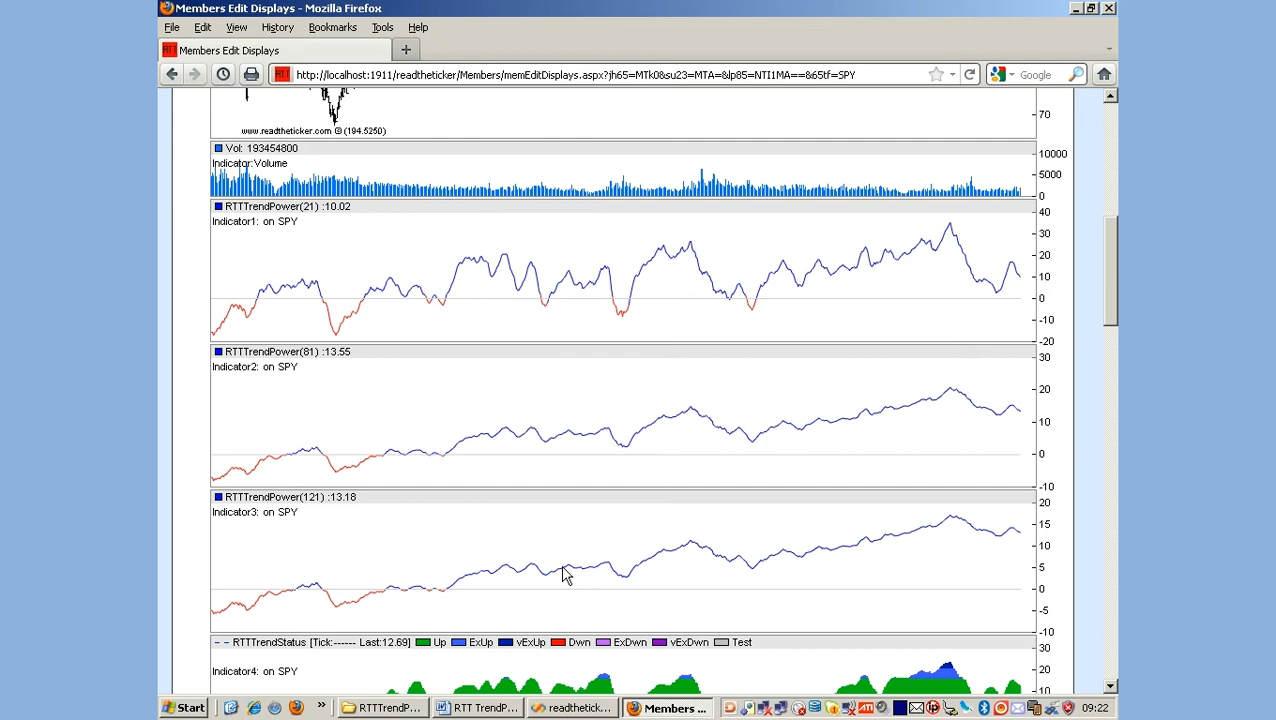 Members Edit Displays - Mozilla Firefox
File Edit View History Bookmarks Tools Help
RTT Members Edit Displays +
RTT http://localhost:1911/readtheticker/Members/memEditDisplays.aspx?jh65=MTk0&su23=MTA=&lp85=NTI1MA==&65tf=SPY Google
70
www.readtheticker.com @ (194.5250)
Vol: 193454800
Indicator:Volume
10000
5000
0
RTTTrendPower(21) :10.02
Indicator1: on SPY
40
30
20
10
0
-10
-20
RTTTrendPower(81) :13.55
Indicator2: on SPY
30
20
10
0
-10
RTTTrendPower(121) :13.18
Indicator3: on SPY
20
15
10
5
0
-5
-10
RTTTrendStatus [Tick:------ Last:12.69] Up ExUp vExUp Dwn ExDwn vExDwn Test
Indicator4: on SPY
30
20
10
Start » RTTTrendP... RTT TrendP... readthetick... Members ... 09:22